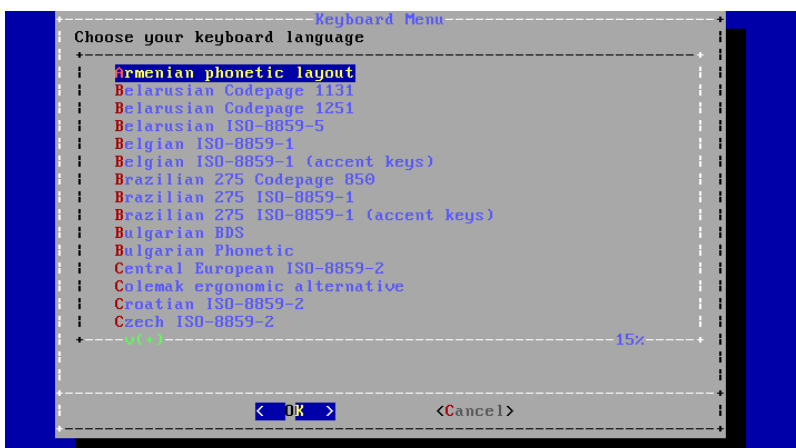 Keyboard Menu
Choose your keyboard language
Armenian phonetic layout
Belarusian Codepage 1131
Belarusian Codepage 1251
Belarusian ISO-8859-5
Belgian ISO-8859-1
Belgian ISO-8859-1 (accent keys)
Brazilian 275 Codepage 850
Brazilian 275 ISO-8859-1
Brazilian 275 ISO-8859-1 (accent keys)
Bulgarian BDS
Bulgarian Phonetic
Central European ISO-8859-2
Colemak ergonomic alternative
Croatian ISO-8859-2
Czech ISO-8859-2
v(+) 15%
< OK > <Cancel>